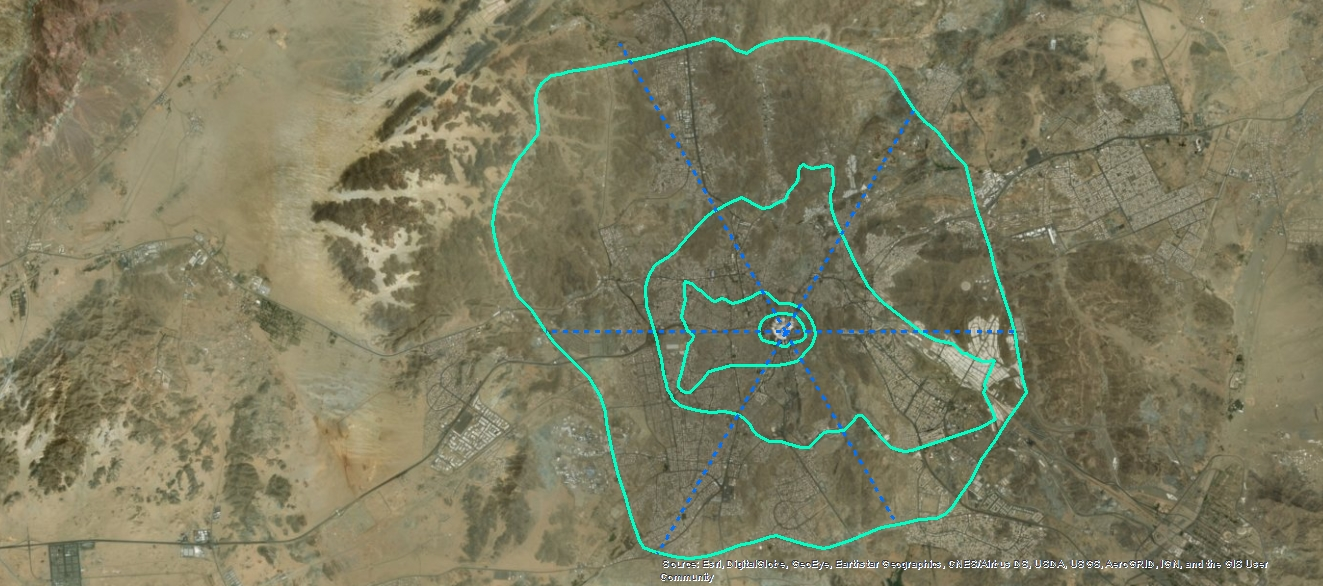 Source: Esri, DigitalGlobe, GeoEye, Earthstar Geographics, CNES/Airbus DS, USDA, USGS, AeroGRID, IGN, and the GIS User
Community